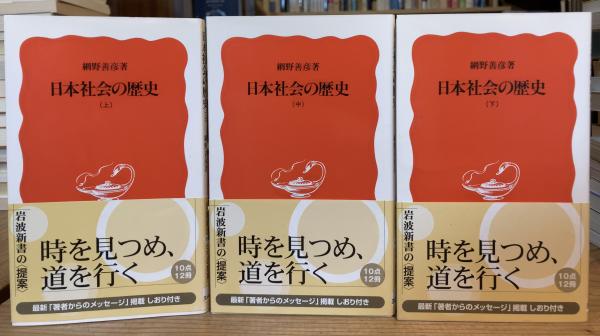 網野善彦著
日本社会の歴史
(上)
岩波新書の〈提案〉
時を見つめ、
道を行く
10点
12冊
最新「著者からのメッセージ」掲載 しおり付き
網野善彦著
日本社会の歴史
(中)
岩波新書の〈提案〉
時を見つめ、
道を行く
10点
12冊
最新「著者からのメッセージ」掲載 しおり付き
網野善彦著
日本社会の歴史
(下)
岩波新書の〈提案〉
時を見つめ、
道を行く
10点
12冊
最新「著者からのメッセージ」掲載 しおり付き